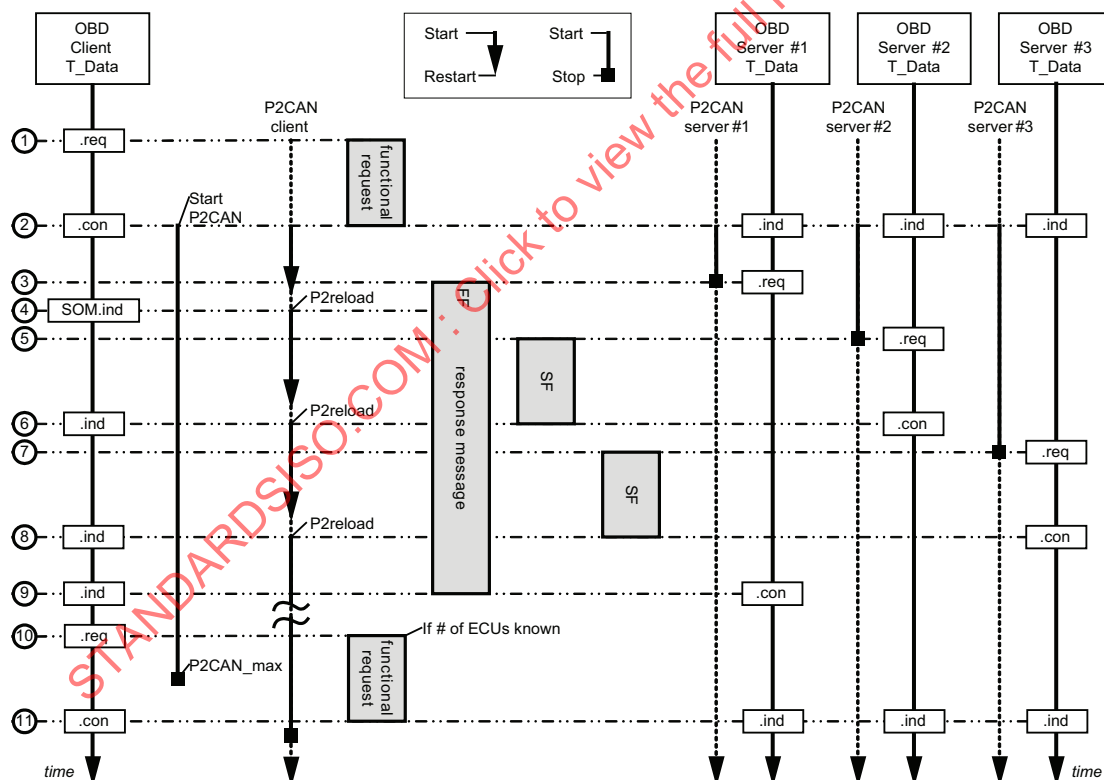 OBD
Client
T_Data
Start
Restart
Start
Stop
OBD
Server #1
T_Data
OBD
Server #2
T_Data
OBD
Server #3
T_Data
P2CAN
client
P2CAN
server #1
P2CAN
server #2
P2CAN
server #3
1
.req
functional
request
Start
P2CAN
2
.con
.ind
.ind
.ind
3
FF
.req
4
SOM.ind
P2reload
5
.req
response message
SF
6
.ind
P2reload
.con
7
.req
SF
8
.ind
P2reload
.con
9
.ind
.con
If # of ECUs known
10
.req
functional
request
P2CAN_max
11
.con
.ind
.ind
.ind
time
time
STANDARDSISO.COM : Click to view the full